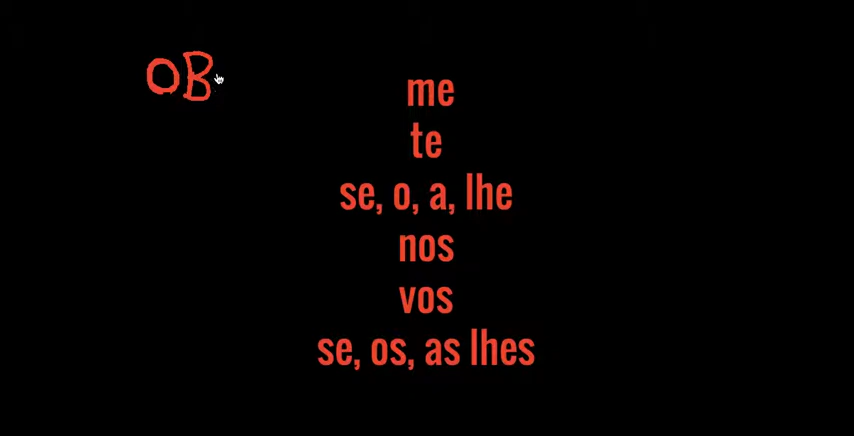 OB
me
te
se, o, a, lhe
nos
vos
se, os, as lhes